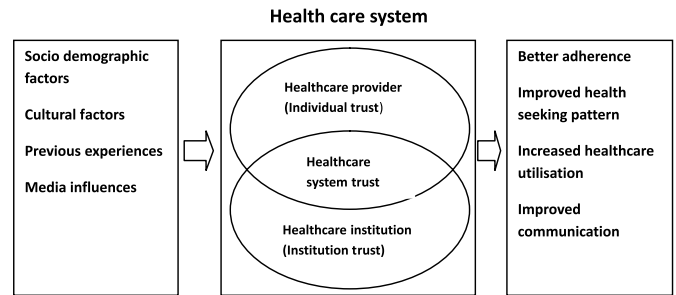 Health care system
Socio demographic
factors
Cultural factors
Previous experiences
Media influences
Healthcare provider
(Individual trust)
Healthcare
system trust
Healthcare institution
(Institution trust)
Better adherence
Improved health
seeking pattern
Increased healthcare
utilisation
Improved
communication